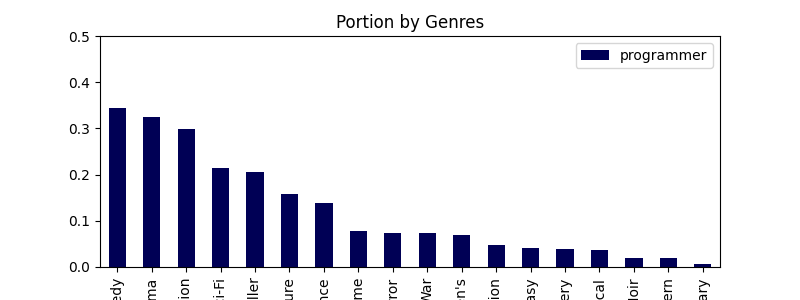 Portion by Genres
programmer
0.5
0.4
0.3
0.2
0.1
0.0
edy
ma
ion
i-Fi
ller
ure
nce
me
ror
War
en's
ion
asy
ery
cal
loir
ern
ary